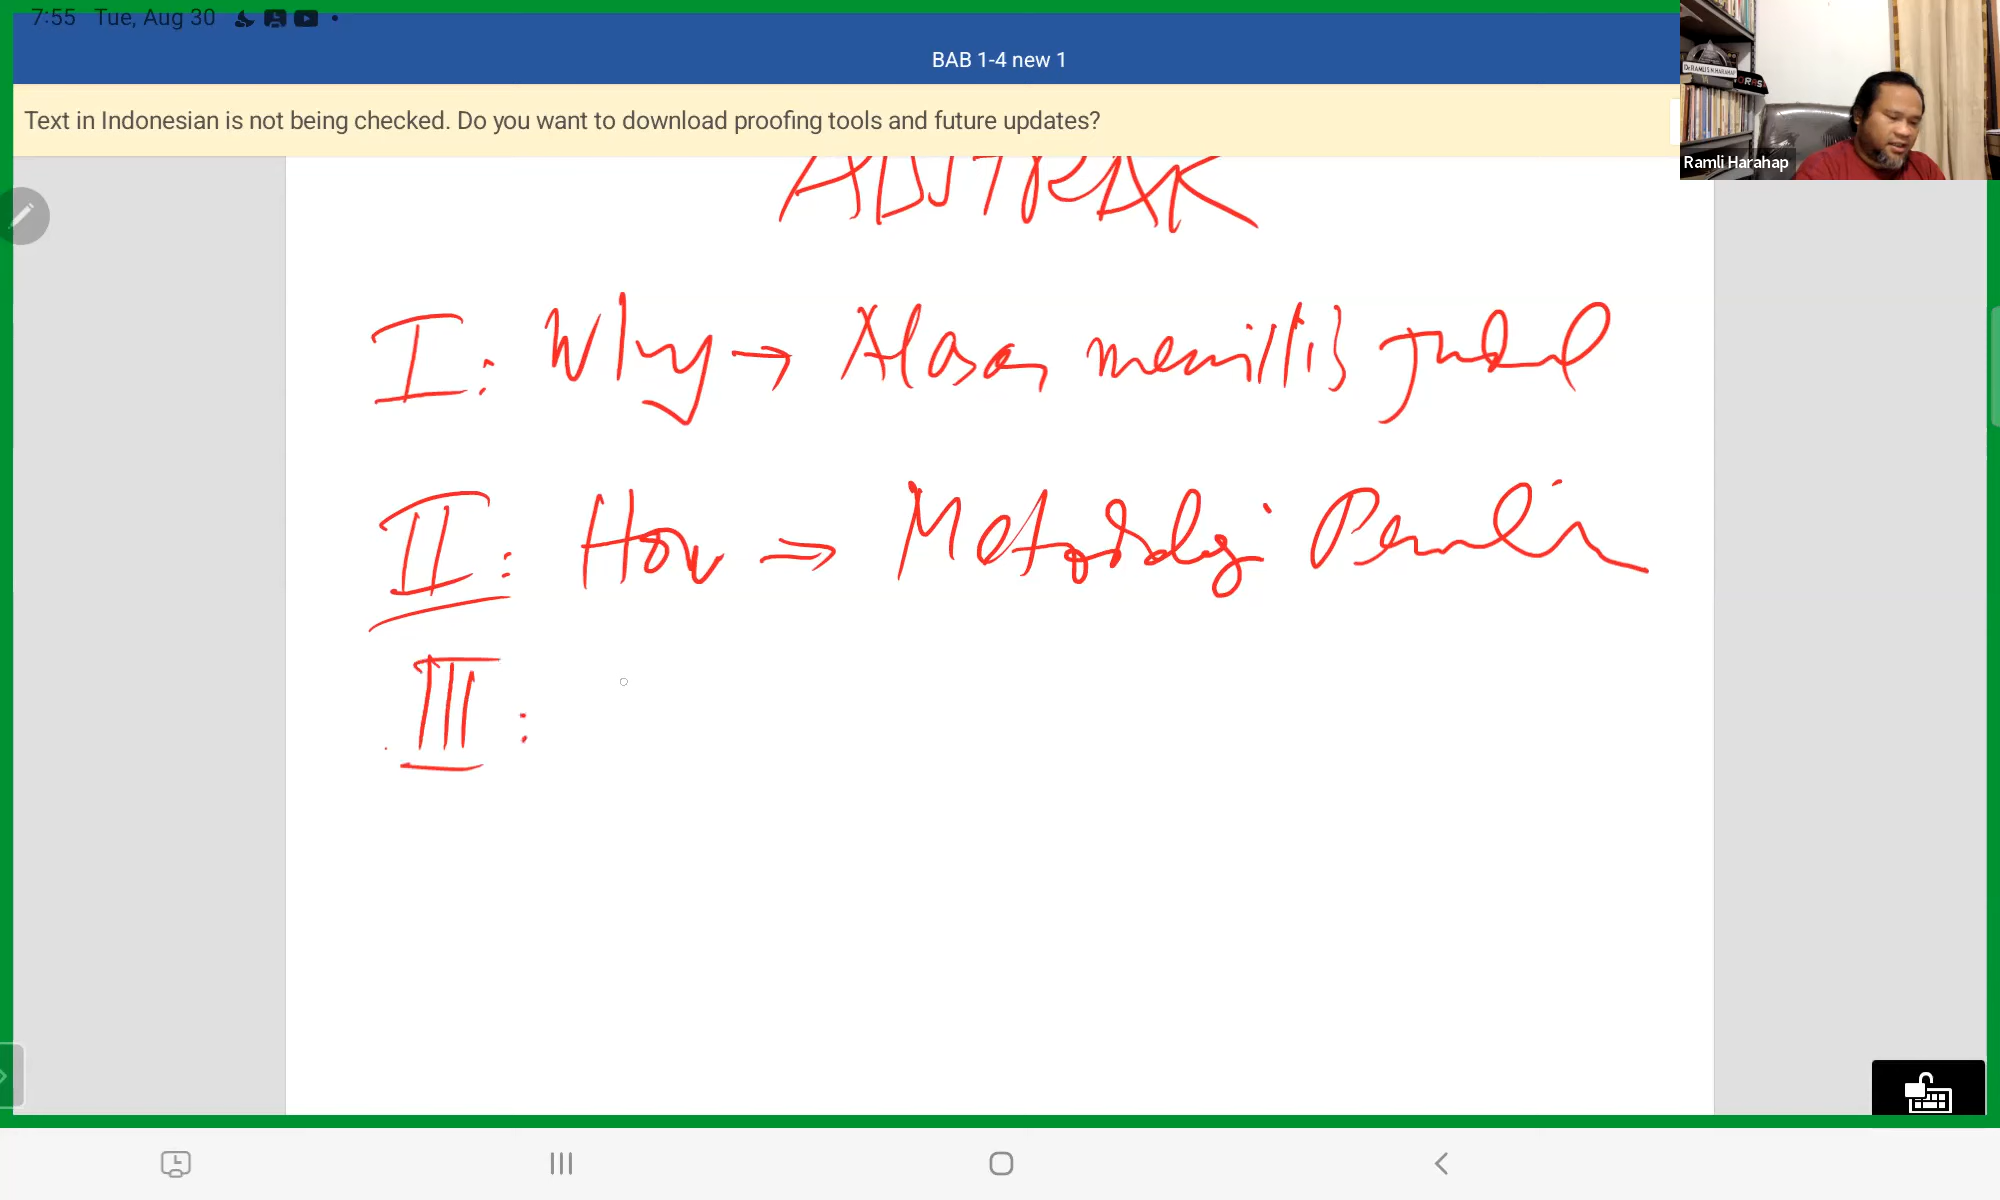 7:55 Tue, Aug 30
BAB 1-4 new 1
Text in Indonesian is not being checked. Do you want to download proofing tools and future updates?
Ramli Harahap
ABSTRAK
I: Why → Alasan memilih judul
II: How → Metodologi
III: